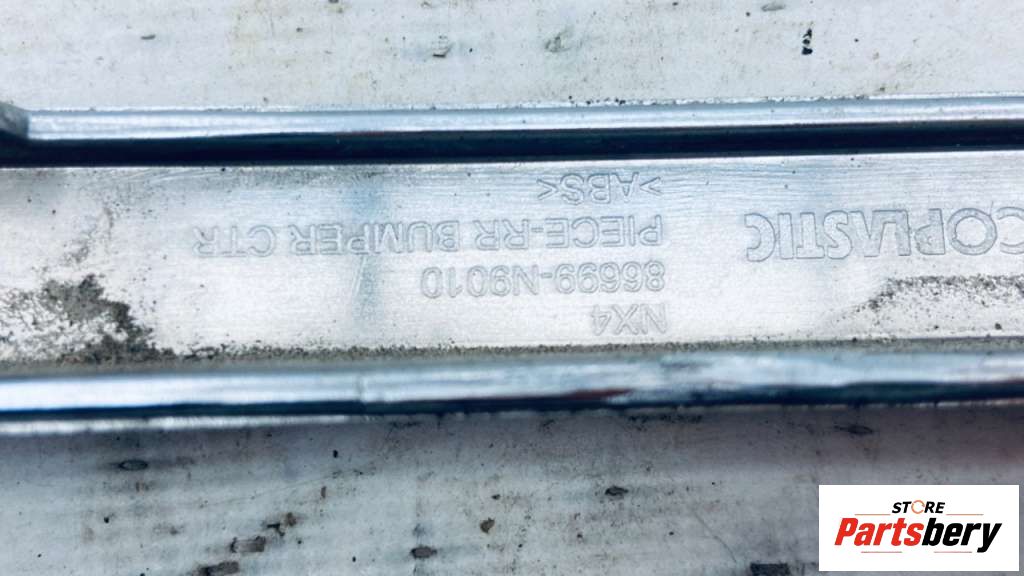 NX4
86699-N9010
PIECE-RR BUMPER CTR
>ABS<
COPLASTIC
STORE
Partsbery